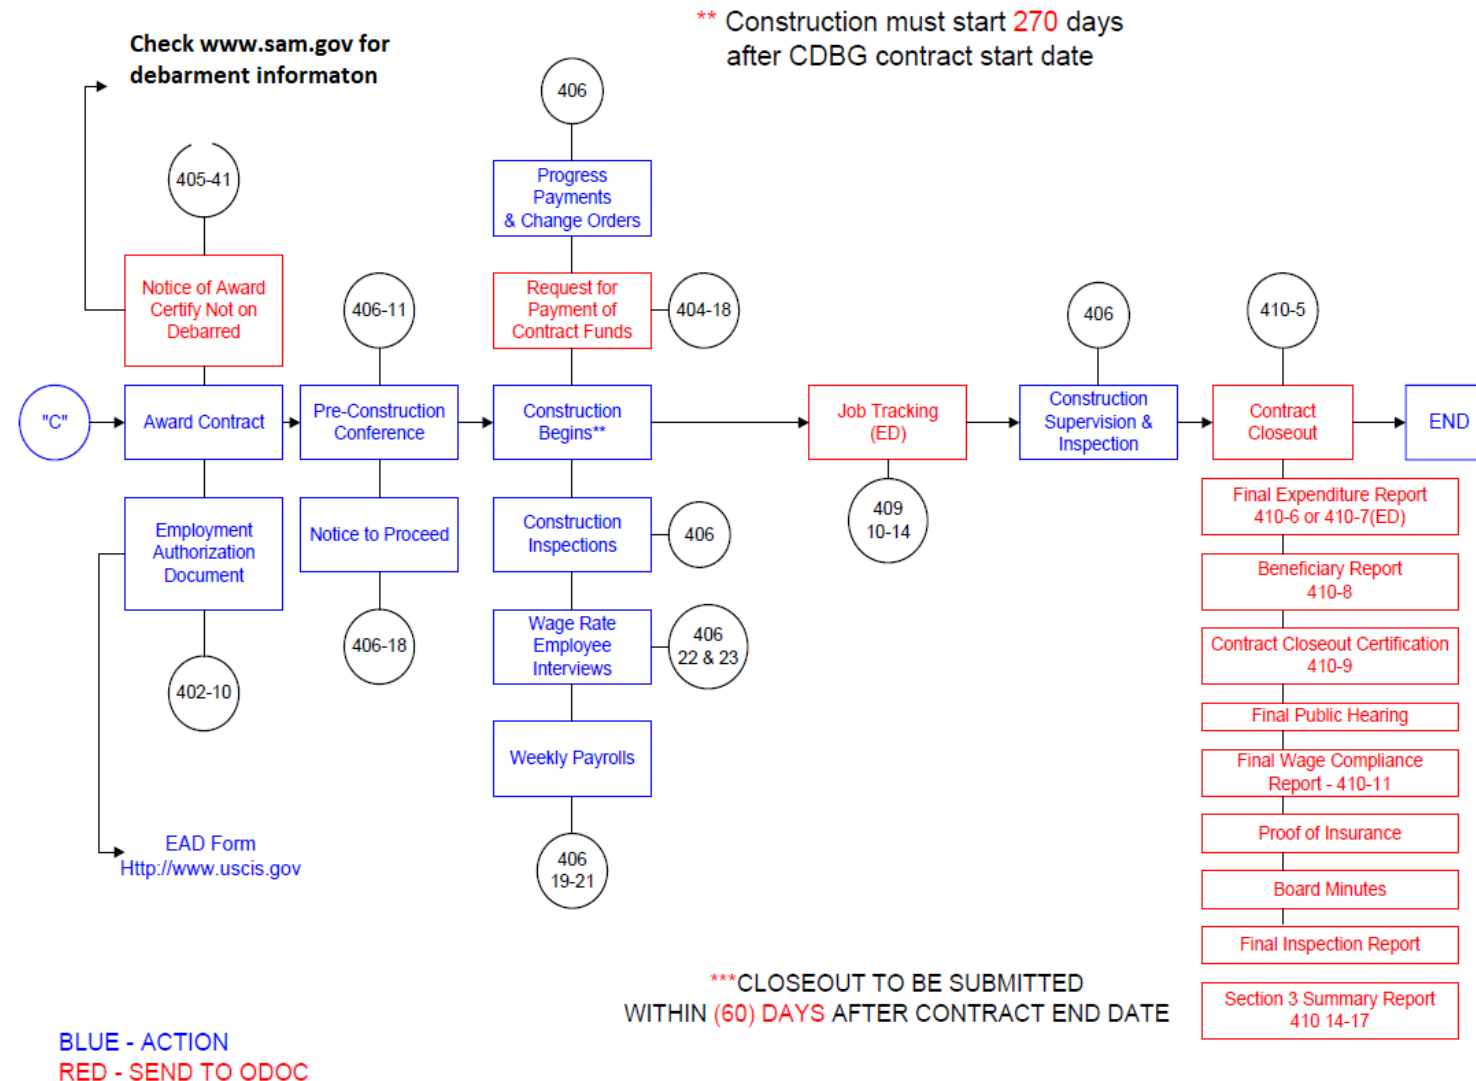 ** Construction must start 270 days
after CDBG contract start date
Check www.sam.gov for
debarment informaton
406
405-41
Progress
Payments
& Change Orders
Notice of Award
Certify Not on
Debarred
406-11
Request for
Payment of
Contract Funds
404-18
406
410-5
"C"
Award Contract
Pre-Construction
Conference
Construction
Begins**
Job Tracking
(ED)
Construction
Supervision &
Inspection
Contract
Closeout
END
Employment
Authorization
Document
Notice to Proceed
Construction
Inspections
406
409
10-14
Final Expenditure Report
410-6 or 410-7(ED)
Beneficiary Report
410-8
402-10
406-18
Wage Rate
Employee
Interviews
406
22 & 23
Contract Closeout Certification
410-9
Final Public Hearing
Weekly Payrolls
Final Wage Compliance
Report - 410-11
EAD Form
Http://www.uscis.gov
406
19-21
Proof of Insurance
Board Minutes
Final Inspection Report
***CLOSEOUT TO BE SUBMITTED
WITHIN (60) DAYS AFTER CONTRACT END DATE
Section 3 Summary Report
410 14-17
BLUE - ACTION
RED - SEND TO ODOC